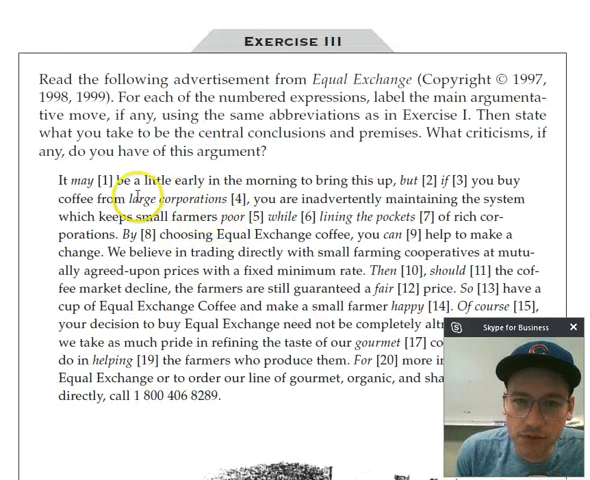 EXERCISE III
Read the following advertisement from Equal Exchange (Copyright © 1997,
1998, 1999). For each of the numbered expressions, label the main argumenta-
tive move, if any, using the same abbreviations as in Exercise I. Then state
what you take to be the central conclusions and premises. What criticisms, if
any, do you have of this argument?
It may [1] be a little early in the morning to bring this up, but [2] if [3] you buy
coffee from large corporations [4], you are inadvertently maintaining the system
which keeps small farmers poor [5] while [6] lining the pockets [7] of rich cor-
porations. By [8] choosing Equal Exchange coffee, you can [9] help to make a
change. We believe in trading directly with small farming cooperatives at mutu-
ally agreed-upon prices with a fixed minimum rate. Then [10], should [11] the cof-
fee market decline, the farmers are still guaranteed a fair [12] price. So [13] have a
cup of Equal Exchange Coffee and make a small farmer happy [14]. Of course [15],
your decision to buy Equal Exchange need not be completely altr
we take as much pride in refining the taste of our gourmet [17] co
do in helping [19] the farmers who produce them. For [20] more in
Equal Exchange or to order our line of gourmet, organic, and sha
directly, call 1 800 406 8289.
Skype for Business